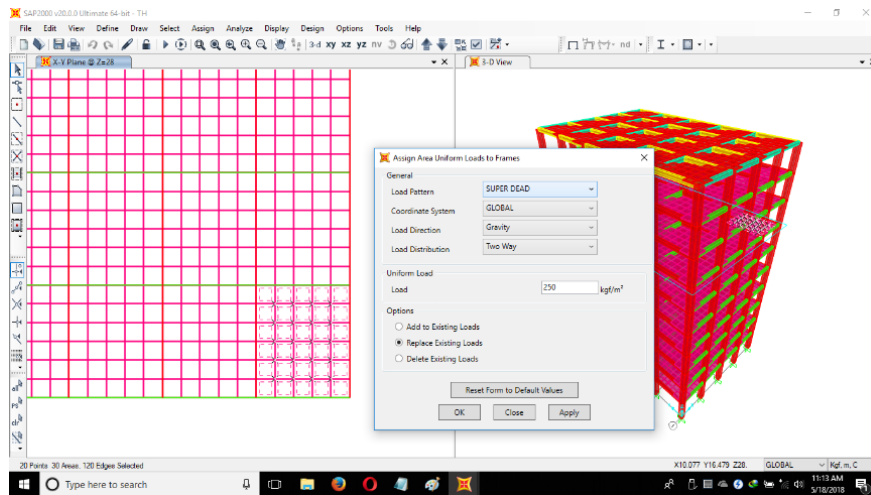 SAP2000 v20.0.0 Ultimate 64-bit - TH
File Edit View Define Draw Select Assign Analyze Display Design Options Tools Help
3-d xy xz yz nv
nd
X-Y Plane @ Z=28
3-D View
Assign Area Uniform Loads to Frames
General
Load Pattern SUPER DEAD
Coordinate System GLOBAL
Load Direction Gravity
Load Distribution Two Way
Uniform Load
Load 250 kgf/m²
Options
Add to Existing Loads
Replace Existing Loads
Delete Existing Loads
Reset Form to Default Values
OK Close Apply
all
PS
clr
20 Points 30 Areas, 120 Edges Selected
X10.077 Y16.479 Z28. GLOBAL Kgf, m, C
Type here to search
11:13 AM
5/18/2018